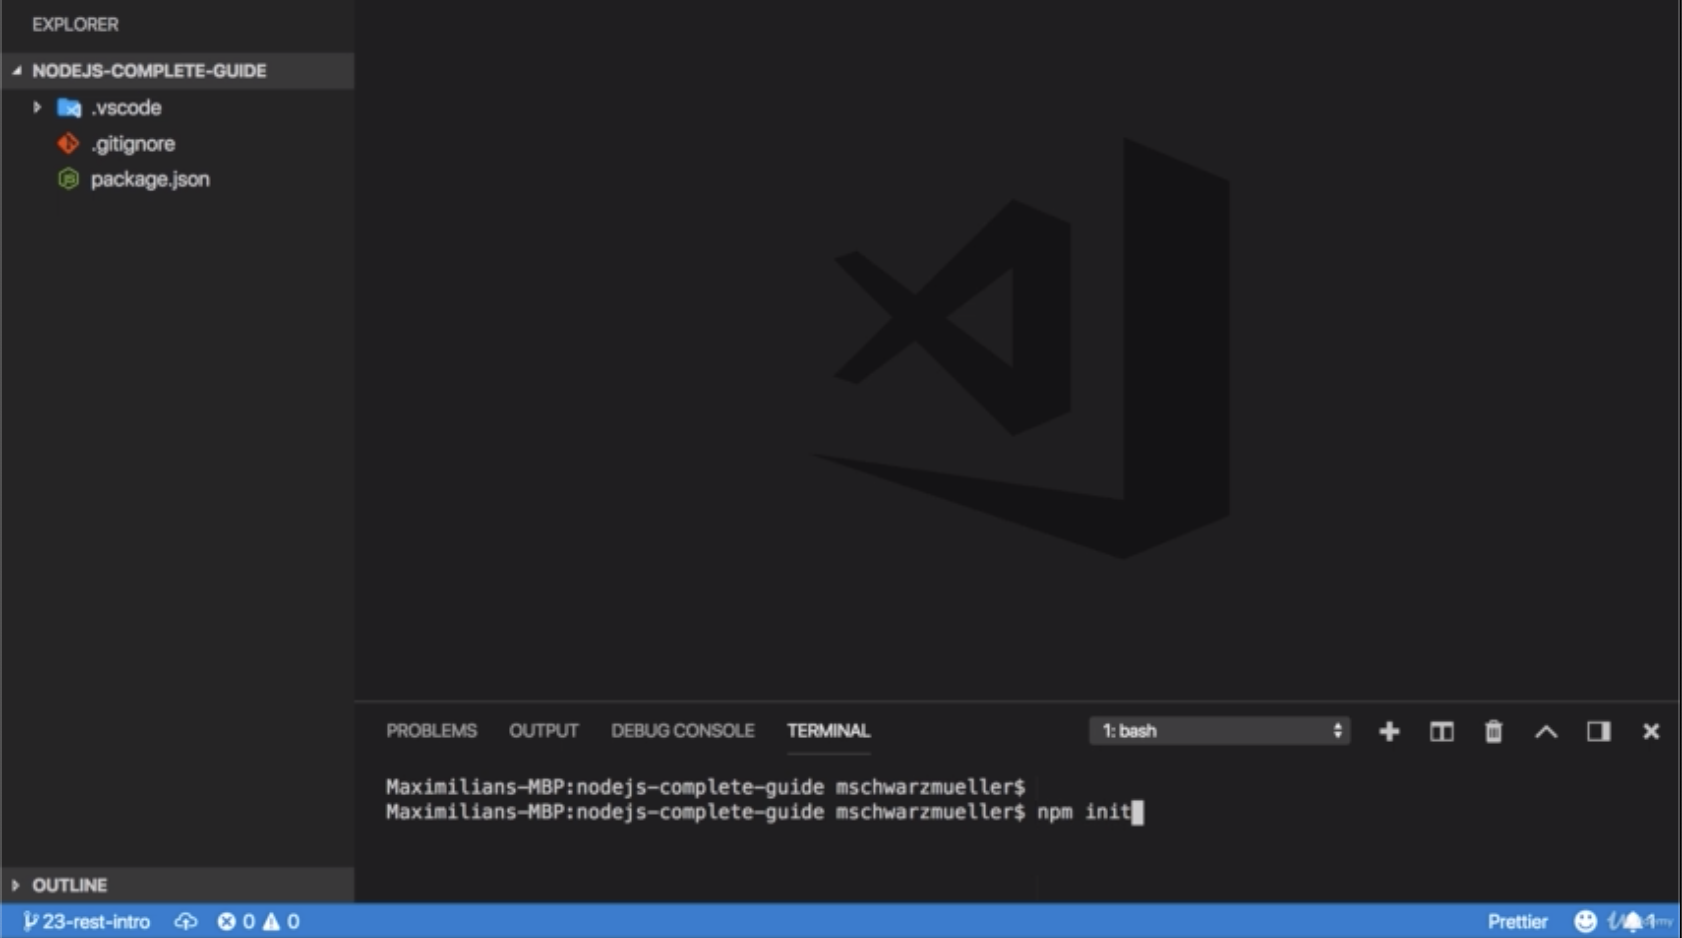 EXPLORER
NODEJS-COMPLETE-GUIDE
.vscode
.gitignore
package.json
PROBLEMS OUTPUT DEBUG CONSOLE TERMINAL 1: bash
Maximilians-MBP:nodejs-complete-guide mschwarzmueller$
Maximilians-MBP:nodejs-complete-guide mschwarzmueller$ npm init
OUTLINE
23-rest-intro 0 0 Prettier 1